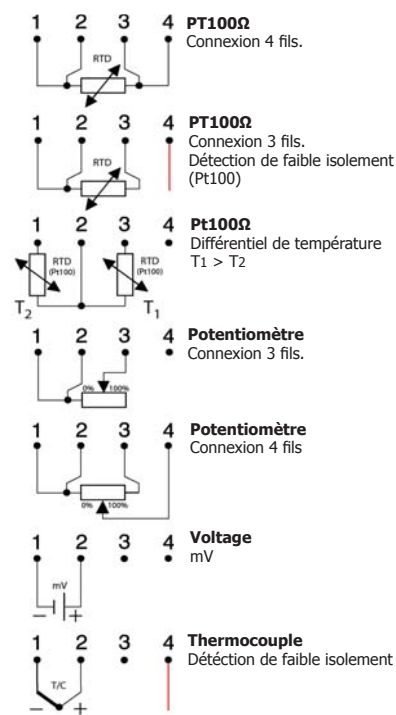 1 2 3 4 PT100Ω
Connexion 4 fils.
RTD
1 2 3 4 PT100Ω
Connexion 3 fils.
Détection de faible isolement
(Pt100)
RTD
1 2 3 4 Pt100Ω
Différentiel de température
T1 > T2
RTD
(Pt100)
RTD
(Pt100)
T2
T1
1 2 3 4 Potentiomètre
Connexion 3 fils.
0% 100%
1 2 3 4 Potentiomètre
Connexion 4 fils
0% 100%
1 2 3 4 Voltage
mV
mV
– +
1 2 3 4 Thermocouple
Détéction de faible isolement
T/C
– +